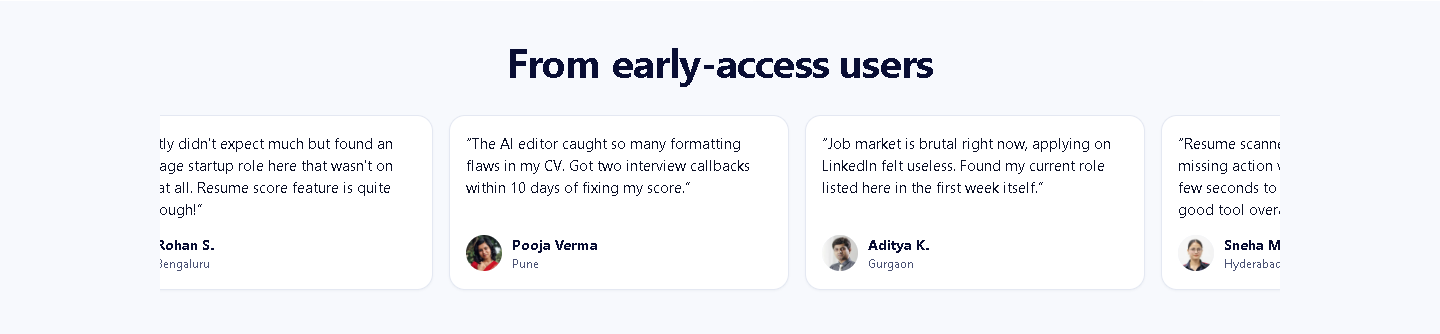 From early-access users
tly didn't expect much but found an
age startup role here that wasn't on
at all. Resume score feature is quite
ough!”
Rohan S.
Bengaluru
“The AI editor caught so many formatting
flaws in my CV. Got two interview callbacks
within 10 days of fixing my score.”
Pooja Verma
Pune
“Job market is brutal right now, applying on
LinkedIn felt useless. Found my current role
listed here in the first week itself.”
Aditya K.
Gurgaon
“Resume scanne
missing action
few seconds to
good tool over
Sneha M
Hyderabad